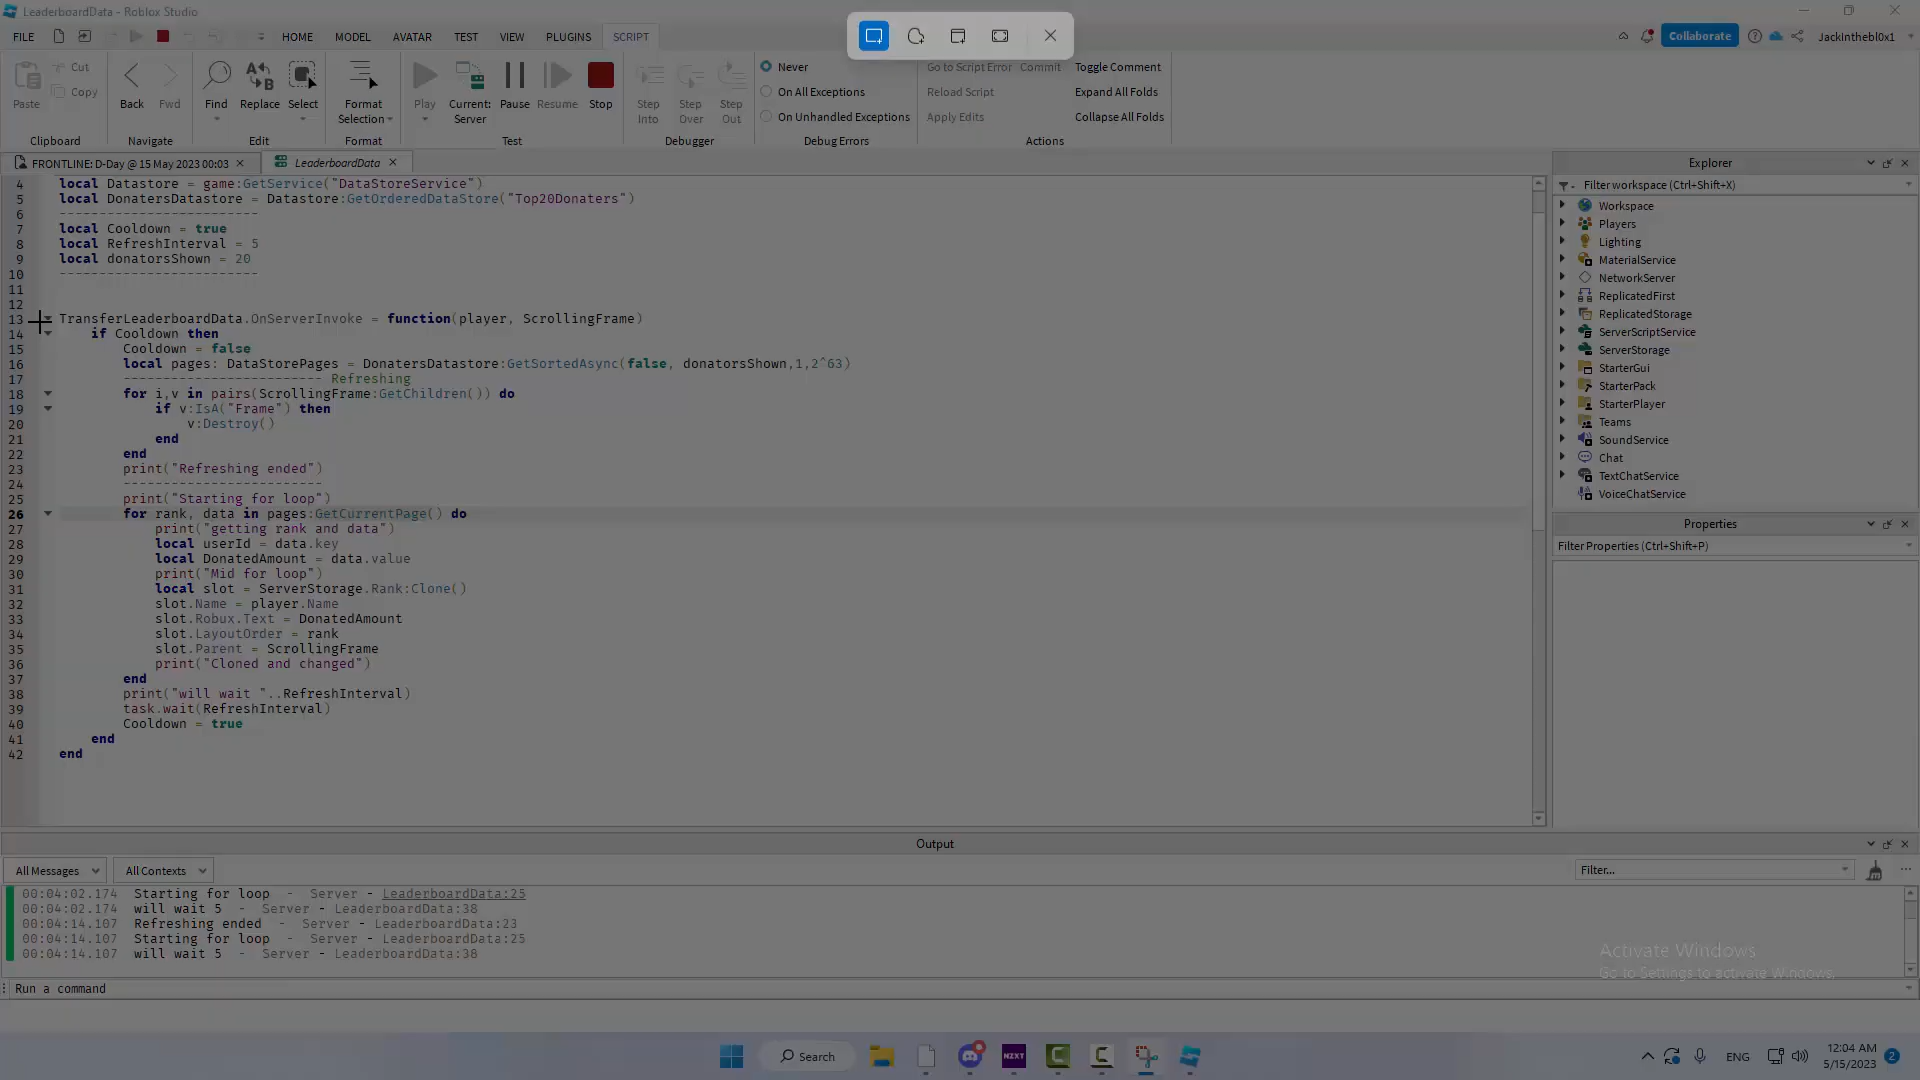 LeaderboardData - Roblox Studio
FILE HOME MODEL AVATAR TEST VIEW PLUGINS SCRIPT Collaborate Jackinthebl0x1
Paste Cut Copy Back Fwd Find Replace Select Format Selection Play Current: Server Pause Resume Stop Step Into Step Over Step Out
Never
On All Exceptions
On Unhandled Exceptions
Go to Script Error Commit Toggle Comment
Reload Script Expand All Folds
Apply Edits Collapse All Folds
Clipboard Navigate Edit Format Test Debugger Debug Errors Actions
FRONTLINE: D-Day @ 15 May 2023 00:03 LeaderboardData
4 local Datastore = game:GetService("DataStoreService")
5 local DonatersDatastore = Datastore:GetOrderedDataStore("Top20Donaters")
6 -------------------------
7 local Cooldown = true
8 local RefreshInterval = 5
9 local donatorsShown = 20
10 -------------------------
11
12
13 TransferLeaderboardData.OnServerInvoke = function(player, ScrollingFrame)
14 if Cooldown then
15 Cooldown = false
16 local pages: DataStorePages = DonatersDatastore:GetSortedAsync(false, donatorsShown,1,2^63)
17 ------------------------- Refreshing
18 for i,v in pairs(ScrollingFrame:GetChildren()) do
19 if v:IsA("Frame") then
20 v:Destroy()
21 end
22 end
23 print("Refreshing ended")
24 -------------------------
25 print("Starting for loop")
26 for rank, data in pages:GetCurrentPage() do
27 print("getting rank and data")
28 local userId = data.key
29 local DonatedAmount = data.value
30 print("Mid for loop")
31 local slot = ServerStorage.Rank:Clone()
32 slot.Name = player.Name
33 slot.Robux.Text = DonatedAmount
34 slot.LayoutOrder = rank
35 slot.Parent = ScrollingFrame
36 print("Cloned and changed")
37 end
38 print("will wait "..RefreshInterval)
39 task.wait(RefreshInterval)
40 Cooldown = true
41 end
42 end
Explorer
Filter workspace (Ctrl+Shift+X)
Workspace
Players
Lighting
MaterialService
NetworkServer
ReplicatedFirst
ReplicatedStorage
ServerScriptService
ServerStorage
StarterGui
StarterPack
StarterPlayer
Teams
SoundService
Chat
TextChatService
VoiceChatService
Properties
Filter Properties (Ctrl+Shift+P)
Output
All Messages All Contexts Filter...
00:04:02.174 Starting for loop - Server - LeaderboardData:25
00:04:02.174 will wait 5 - Server - LeaderboardData:38
00:04:14.107 Refreshing ended - Server - LeaderboardData:23
00:04:14.107 Starting for loop - Server - LeaderboardData:25
00:04:14.107 will wait 5 - Server - LeaderboardData:38
Activate Windows
Go to Settings to activate Windows.
Run a command
Search NZXT ENG 12:04 AM 2
5/15/2023